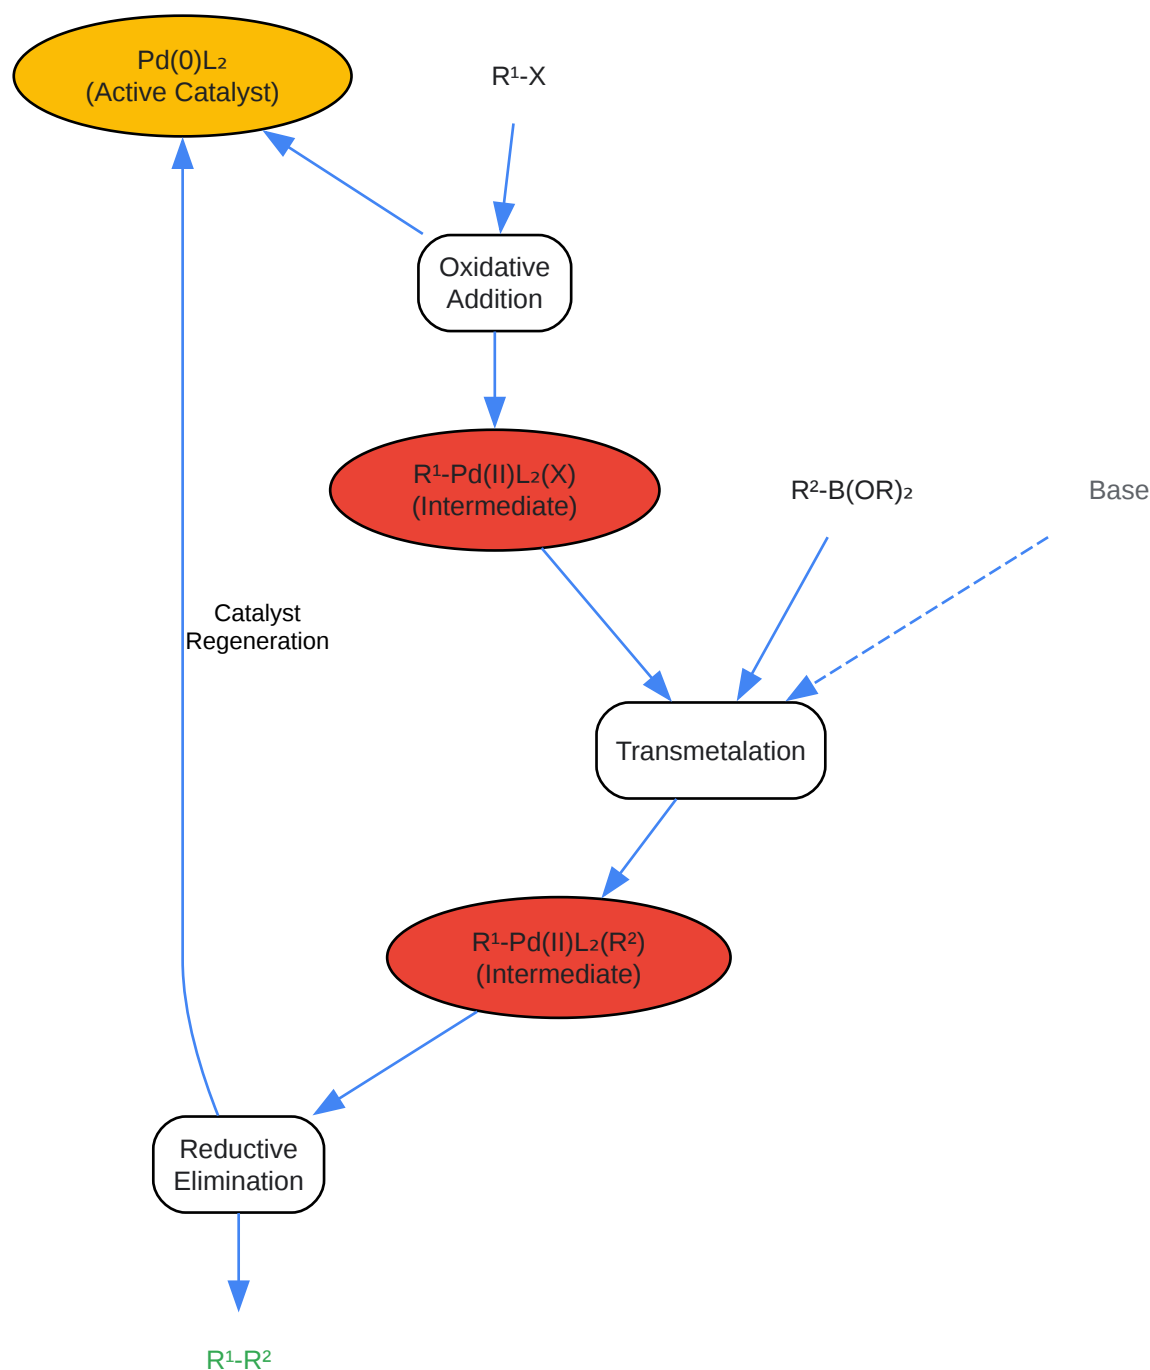 Pd(0)L₂
(Active Catalyst)
R¹-X
Oxidative
Addition
R¹-Pd(II)L₂(X)
(Intermediate)
R²-B(OR)₂
Base
Catalyst
Regeneration
Transmetalation
R¹-Pd(II)L₂(R²)
(Intermediate)
Reductive
Elimination
R¹-R²